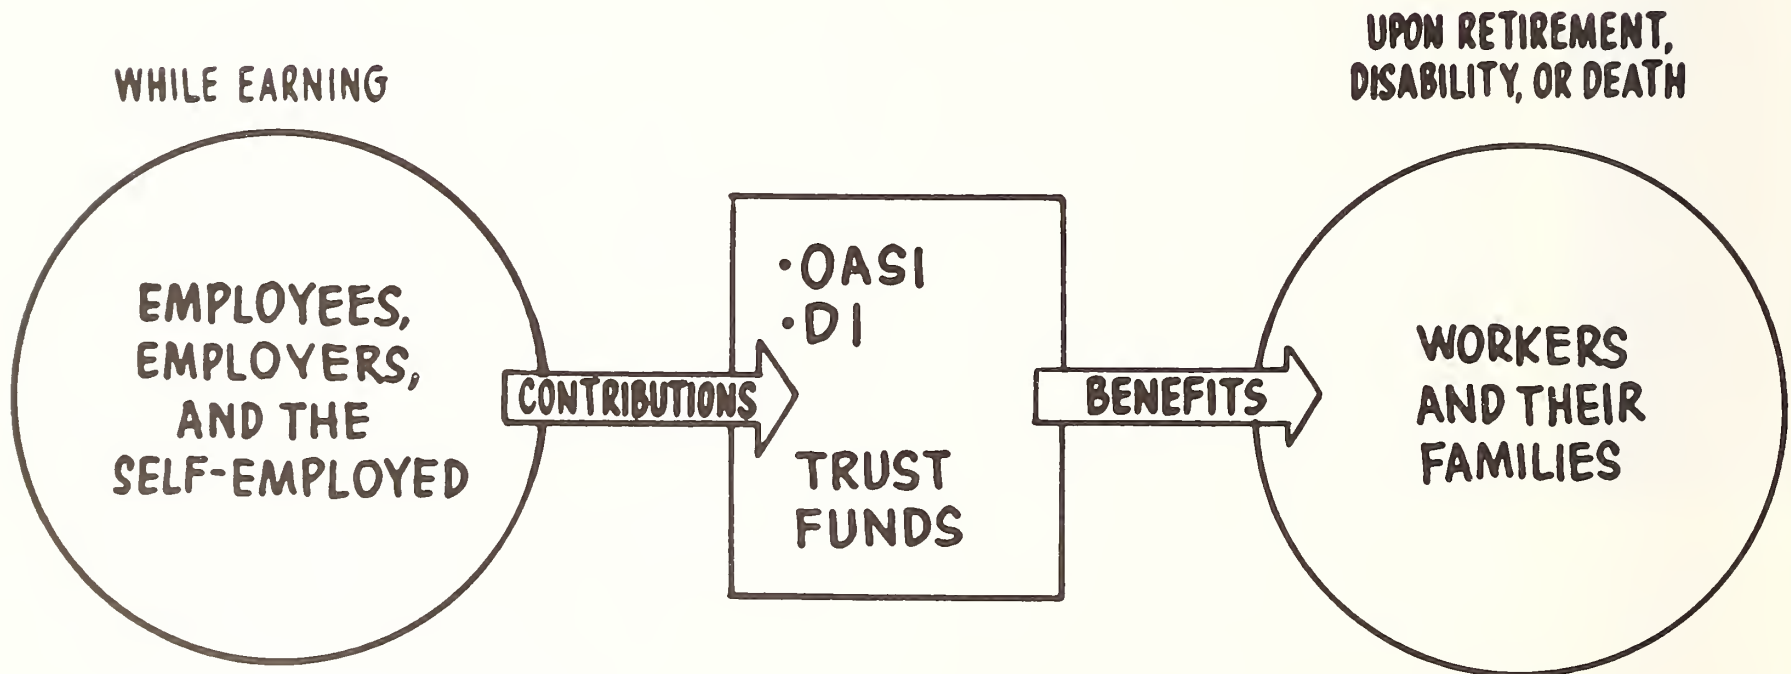 WHILE EARNING
EMPLOYEES,
EMPLOYERS,
AND THE
SELF-EMPLOYED
CONTRIBUTIONS
·OASI
·DI
TRUST
FUNDS
BENEFITS
UPON RETIREMENT,
DISABILITY, OR DEATH
WORKERS
AND THEIR
FAMILIES